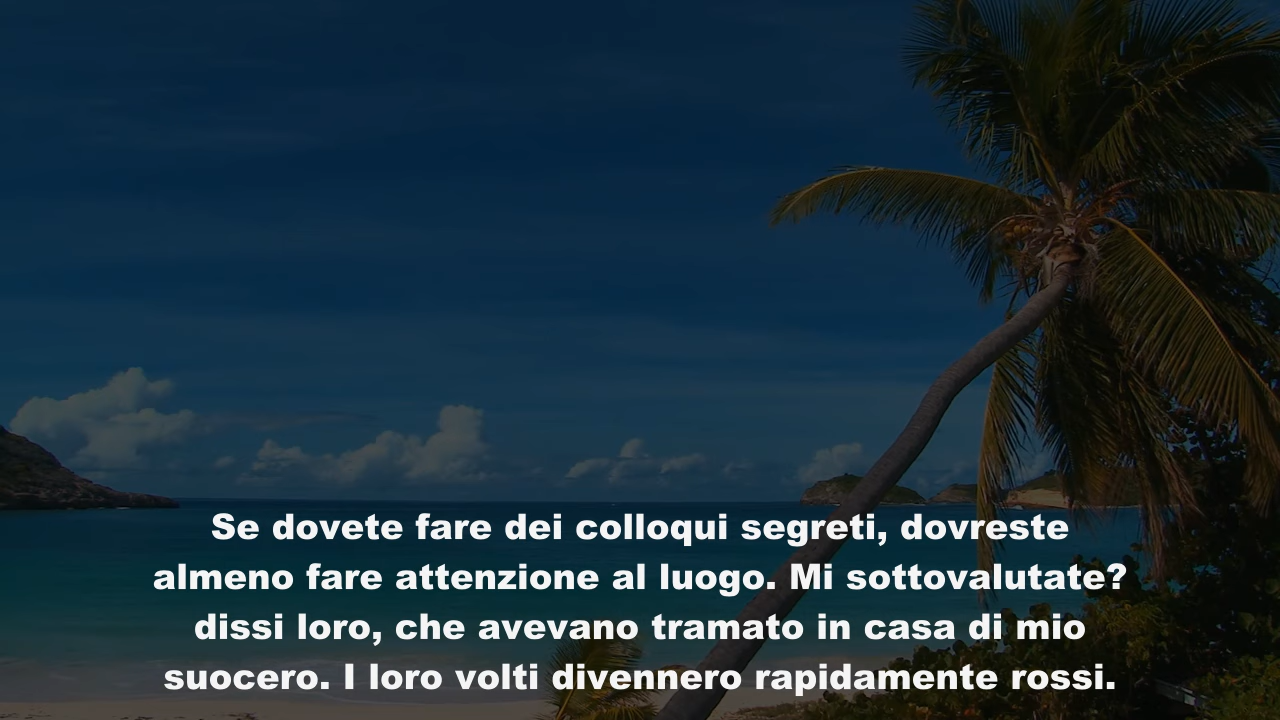 Se dovete fare dei colloqui segreti, dovreste
almeno fare attenzione al luogo. Mi sottovalutate?
dissi loro, che avevano tramato in casa di mio
suocero. I loro volti divennero rapidamente rossi.